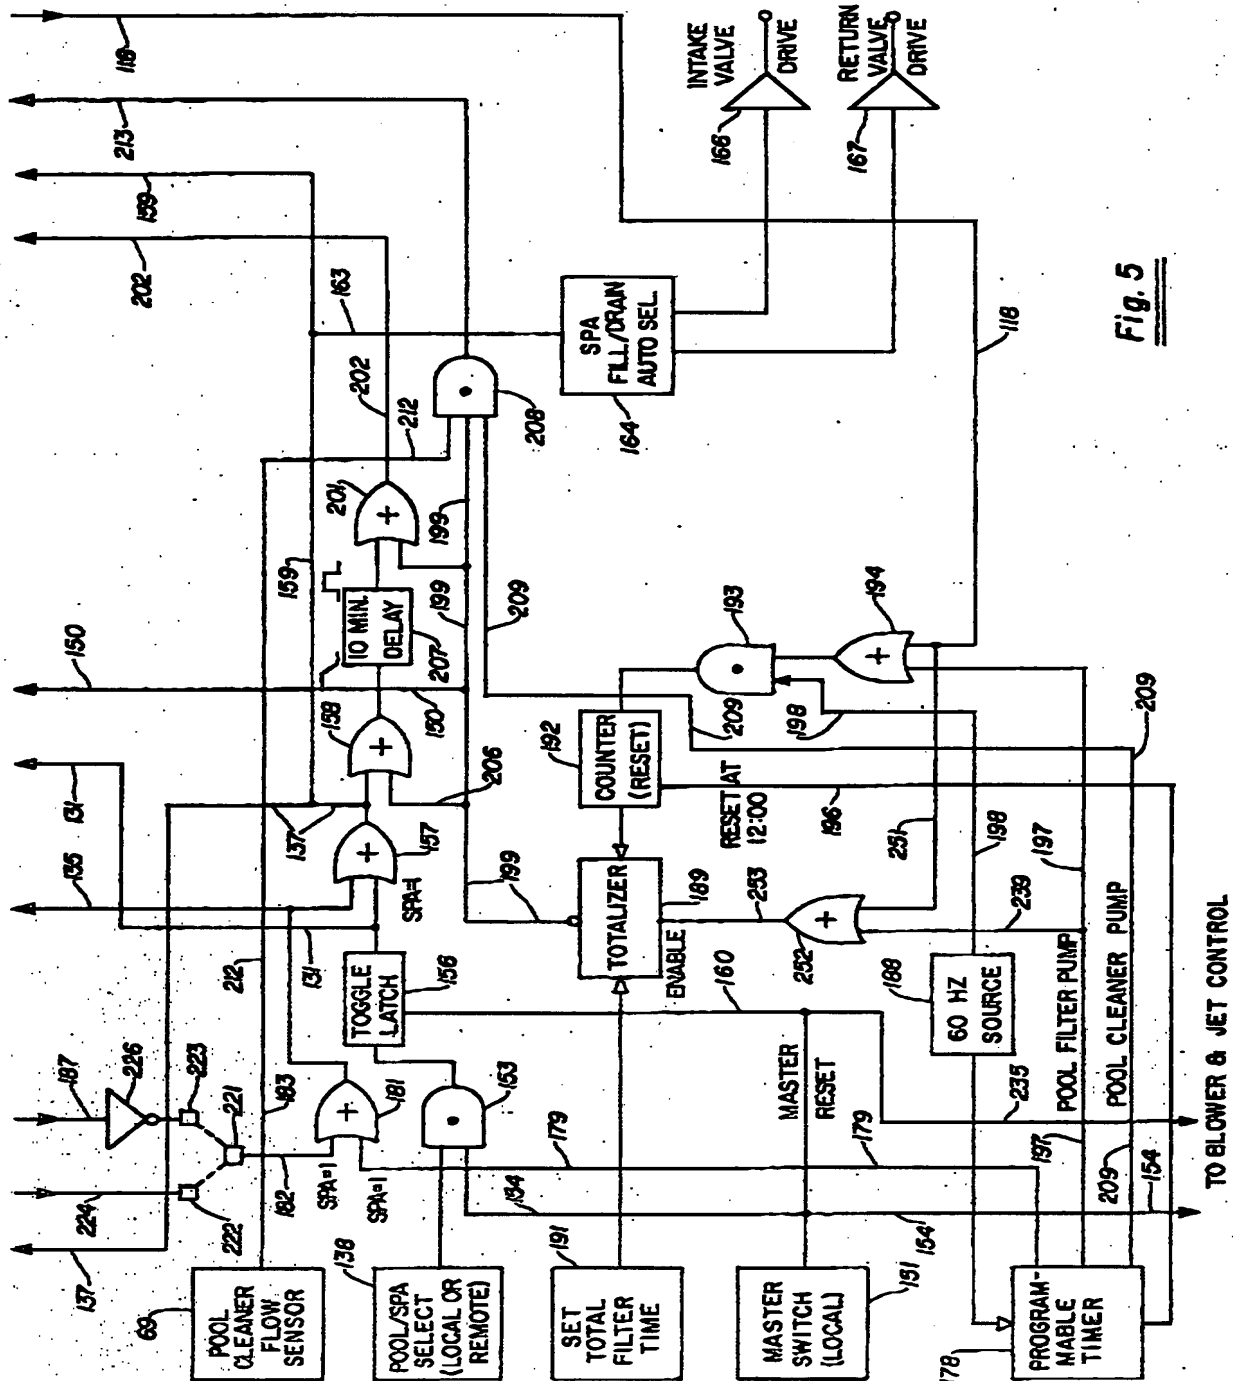 118
213
159
202
150
131
135
137
224
187
226
223
221
222
182
183
212
69
POOL
CLEANER
FLOW
SENSOR
138
POOL/SPA
SELECT
(LOCAL OR
REMOTE)
191
SET
TOTAL
FILTER
TIME
MASTER
SWITCH
(LOCAL)
151
178
PROGRAM-
MABLE
TIMER
SPA=1
SPA=1
+
181
•
153
154
154
154
179
179
TOGGLE
LATCH
156
131
SPA=1
+
157
137
+
158
206
150
159
10 MIN.
DELAY
207
+
201
202
163
212
199
199
199
209
•
208
SPA
FILL/DRAIN
AUTO SEL.
164
INTAKE
VALVE
DRIVE
166
RETURN
VALVE
DRIVE
167
TOTALIZER
189
ENABLE
COUNTER
(RESET)
192
RESET AT
12:00
196
209
198
•
193
+
194
118
253
+
252
251
160
MASTER
RESET
188
60 HZ
SOURCE
198
239
197
197
POOL FILTER PUMP
POOL CLEANER PUMP
209
209
235
TO BLOWER & JET CONTROL
Fig. 5